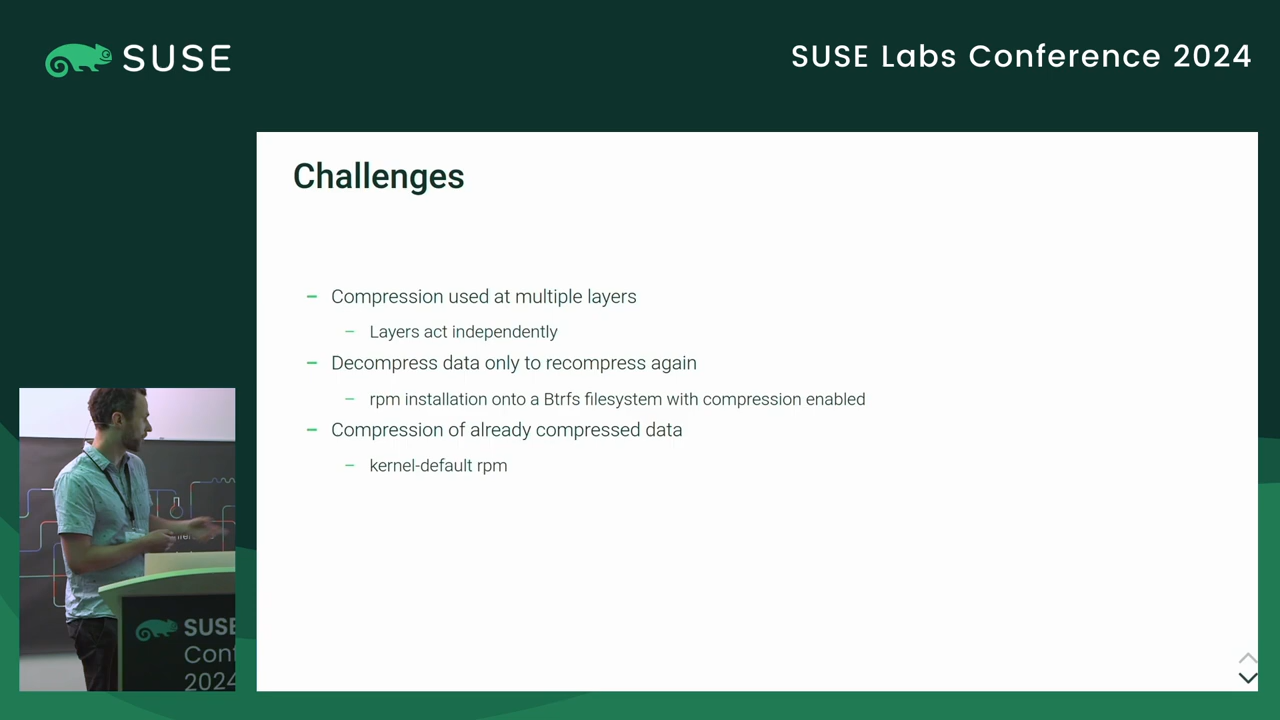 SUSE
SUSE Labs Conference 2024
Challenges
– Compression used at multiple layers
– Layers act independently
– Decompress data only to recompress again
– rpm installation onto a Btrfs filesystem with compression enabled
– Compression of already compressed data
– kernel-default rpm
SUSE
Con
2024